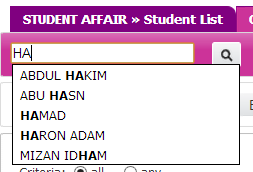 STUDENT AFFAIR » Student List
HA
ABDUL HAKIM
ABU HASN
HAMAD
HARON ADAM
MIZAN IDHAM
Criteria: all any